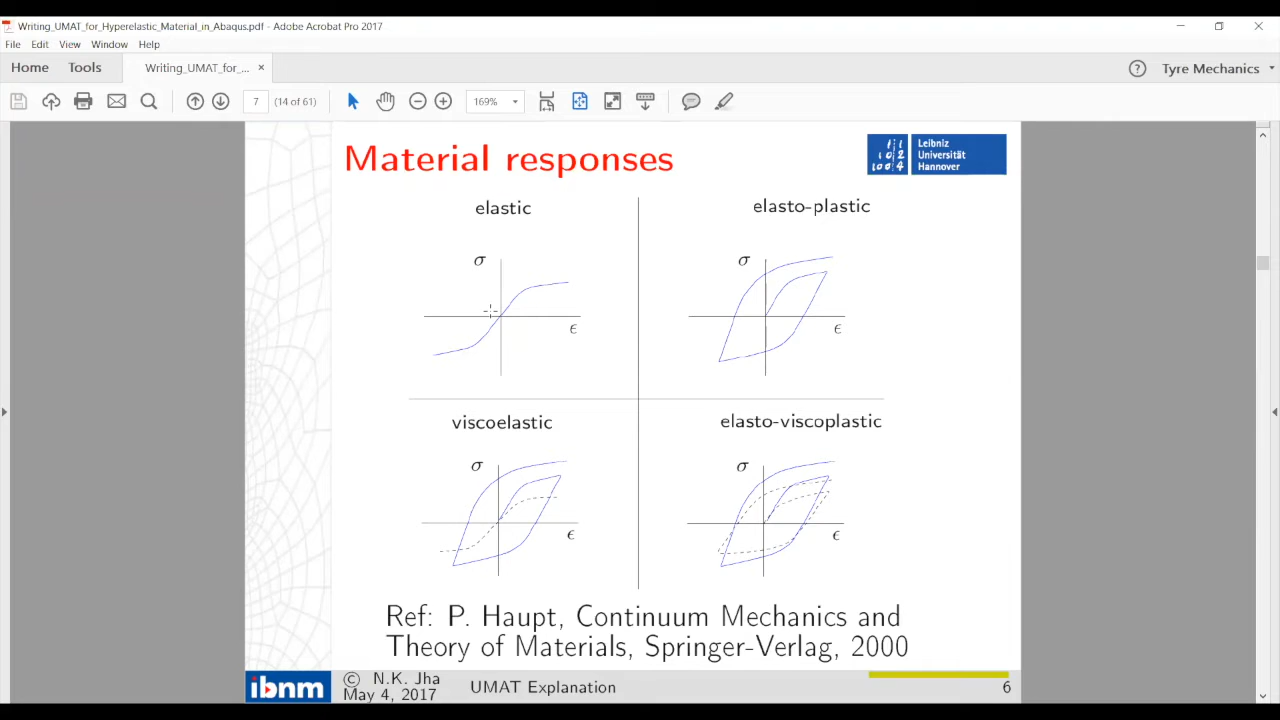 Writing_UMAT_for_Hyperelastic_Material_in_Abaqus.pdf - Adobe Acrobat Pro 2017
File Edit View Window Help
Home Tools Writing_UMAT_for_... × Tyre Mechanics
7 (14 of 61) 169%
Material responses
Leibniz
Universität
Hannover
elastic
elasto-plastic
σ
ϵ
σ
ϵ
viscoelastic
elasto-viscoplastic
σ
ϵ
σ
ϵ
Ref: P. Haupt, Continuum Mechanics and
Theory of Materials, Springer-Verlag, 2000
ibnm
© N.K. Jha
May 4, 2017
UMAT Explanation
6